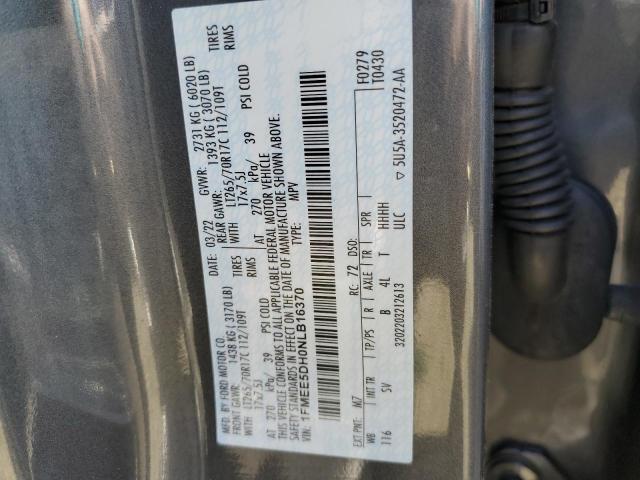 MFD. BY FORD MOTOR CO.
DATE: 03/22 GVWR: 2731 KG ( 6020 LB)
FRONT GAWR: 1438 KG ( 3170 LB) REAR GAWR: 1393 KG ( 3070 LB)
WITH LT265/70R17C 112/109T TIRES WITH LT265/70R17C 112/109T TIRES
17x7.5J RIMS 17x7.5J RIMS
AT 270 kPa/ 39 PSI COLD AT 270 kPa/ 39 PSI COLD
THIS VEHICLE CONFORMS TO ALL APPLICABLE FEDERAL MOTOR VEHICLE
SAFETY STANDARDS IN EFFECT ON THE DATE OF MANUFACTURE SHOWN ABOVE.
VIN: 1FMEE5DH0NLB16370 TYPE: MPV
F0279
T0430
EXT PNT: M7 RC: 72 DSO:
WB INT TR TP/PS R AXLE TR SPR
116 5V B 4L T HHHH
3202203212613 ULC ▽ 5U5A-3520472-AA